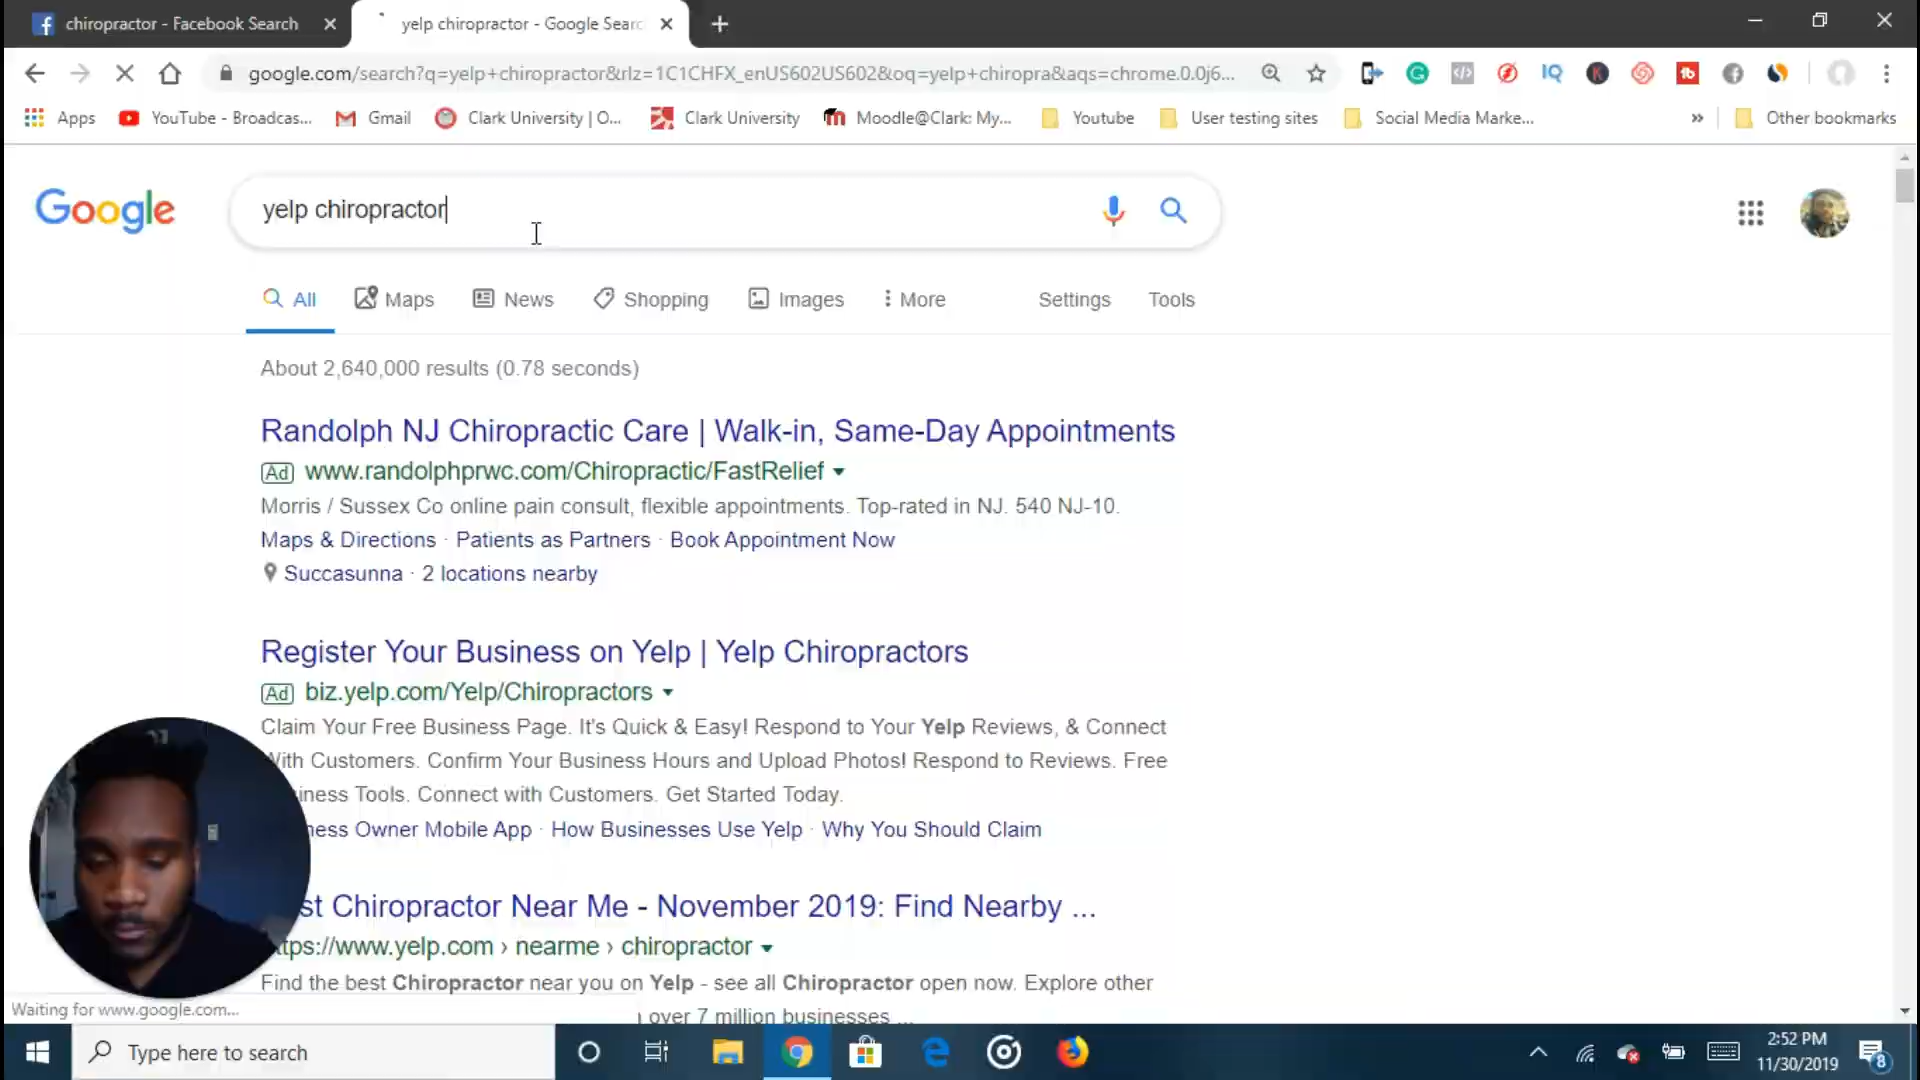 chiropractor - Facebook Search
yelp chiropractor - Google Sear
google.com/search?q=yelp+chiropractor&rlz=1C1CHFX_enUS602US602&oq=yelp+chiropra&aqs=chrome.0.0j6...
Apps
YouTube - Broadcas...
Gmail
Clark University | O...
Clark University
Moodle@Clark: My...
Youtube
User testing sites
Social Media Marke...
»
Other bookmarks
Google
yelp chiropractor
All
Maps
News
Shopping
Images
More
Settings
Tools
About 2,640,000 results (0.78 seconds)
Randolph NJ Chiropractic Care | Walk-in, Same-Day Appointments
Ad www.randolphprwc.com/Chiropractic/FastRelief
Morris / Sussex Co online pain consult, flexible appointments. Top-rated in NJ. 540 NJ-10.
Maps & Directions · Patients as Partners · Book Appointment Now
Succasunna · 2 locations nearby
Register Your Business on Yelp | Yelp Chiropractors
Ad biz.yelp.com/Yelp/Chiropractors
Claim Your Free Business Page. It's Quick & Easy! Respond to Your Yelp Reviews, & Connect
With Customers. Confirm Your Business Hours and Upload Photos! Respond to Reviews. Free
iness Tools. Connect with Customers. Get Started Today.
ness Owner Mobile App · How Businesses Use Yelp · Why You Should Claim
st Chiropractor Near Me - November 2019: Find Nearby ...
ttps://www.yelp.com › nearme › chiropractor
Find the best Chiropractor near you on Yelp - see all Chiropractor open now. Explore other
over 7 million businesses ...
Waiting for www.google.com...
Type here to search
2:52 PM
11/30/2019
8